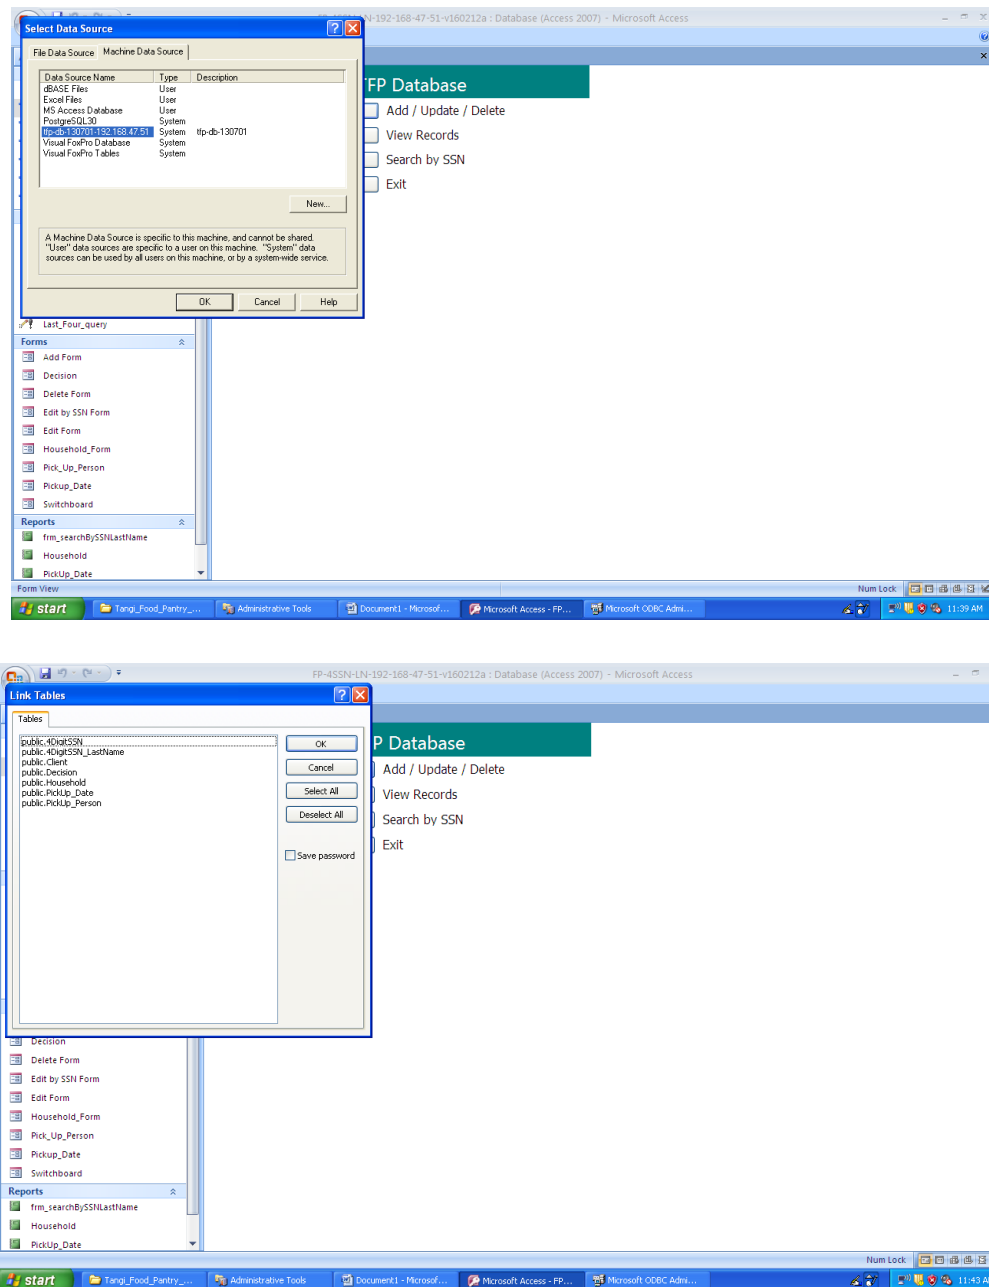 FP-4SSN-LN-192-168-47-51-v160212a : Database (Access 2007) - Microsoft Access
Select Data Source
File Data Source Machine Data Source
Data Source Name Type Description
dBASE Files User
Excel Files User
MS Access Database User
PostgreSQL30 System
tfp-db-130701-192.168.47.51 System tfp-db-130701
Visual FoxPro Database System
Visual FoxPro Tables System
New...
A Machine Data Source is specific to this machine, and cannot be shared.
"User" data sources are specific to a user on this machine. "System" data
sources can be used by all users on this machine, or by a system-wide service.
OK Cancel Help
FP Database
Add / Update / Delete
View Records
Search by SSN
Exit
Last_Four_query
Forms
Add Form
Decision
Delete Form
Edit by SSN Form
Edit Form
Household_Form
Pick_Up_Person
Pickup_Date
Switchboard
Reports
frm_searchBySSNLastName
Household
PickUp_Date
Form View
Num Lock
start
Tangi_Food_Pantry_...
Administrative Tools
Document1 - Microsof...
Microsoft Access - FP...
Microsoft ODBC Admi...
11:39 AM
FP-4SSN-LN-192-168-47-51-v160212a : Database (Access 2007) - Microsoft Access
Link Tables
Tables
public.4DigitSSN
public.4DigitSSN_LastName
public.Client
public.Decision
public.Household
public.PickUp_Date
public.PickUp_Person
OK
Cancel
Select All
Deselect All
Save password
P Database
Add / Update / Delete
View Records
Search by SSN
Exit
Decision
Delete Form
Edit by SSN Form
Edit Form
Household_Form
Pick_Up_Person
Pickup_Date
Switchboard
Reports
frm_searchBySSNLastName
Household
PickUp_Date
Num Lock
start
Tangi_Food_Pantry_...
Administrative Tools
Document1 - Microsof...
Microsoft Access - FP...
Microsoft ODBC Admi...
11:43 A